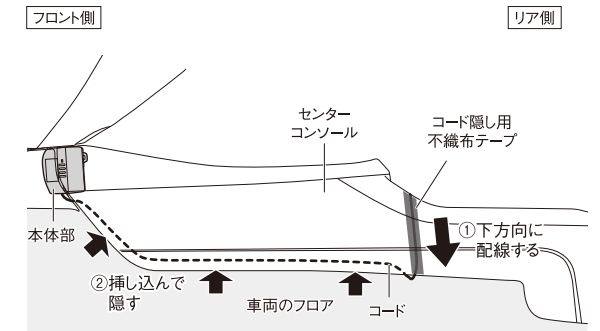 フロント側
リア側
センター
コンソール
コード隠し用
不織布テープ
本体部
①下方向に
配線する
②挿し込んで
隠す
車両のフロア
コード